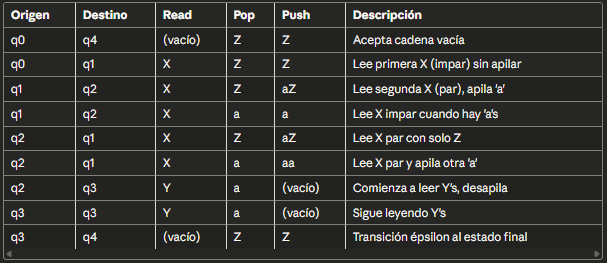 Origen Destino Read Pop Push Descripción
q0 q4 (vacío) Z Z Acepta cadena vacía
q0 q1 X Z Z Lee primera X (impar) sin apilar
q1 q2 X Z aZ Lee segunda X (par), apila 'a'
q1 q2 X a a Lee X impar cuando hay 'a's
q2 q1 X Z aZ Lee X par con solo Z
q2 q1 X a aa Lee X par y apila otra 'a'
q2 q3 Y a (vacío) Comienza a leer Y's, desapila
q3 q3 Y a (vacío) Sigue leyendo Y's
q3 q4 (vacío) Z Z Transición épsilon al estado final